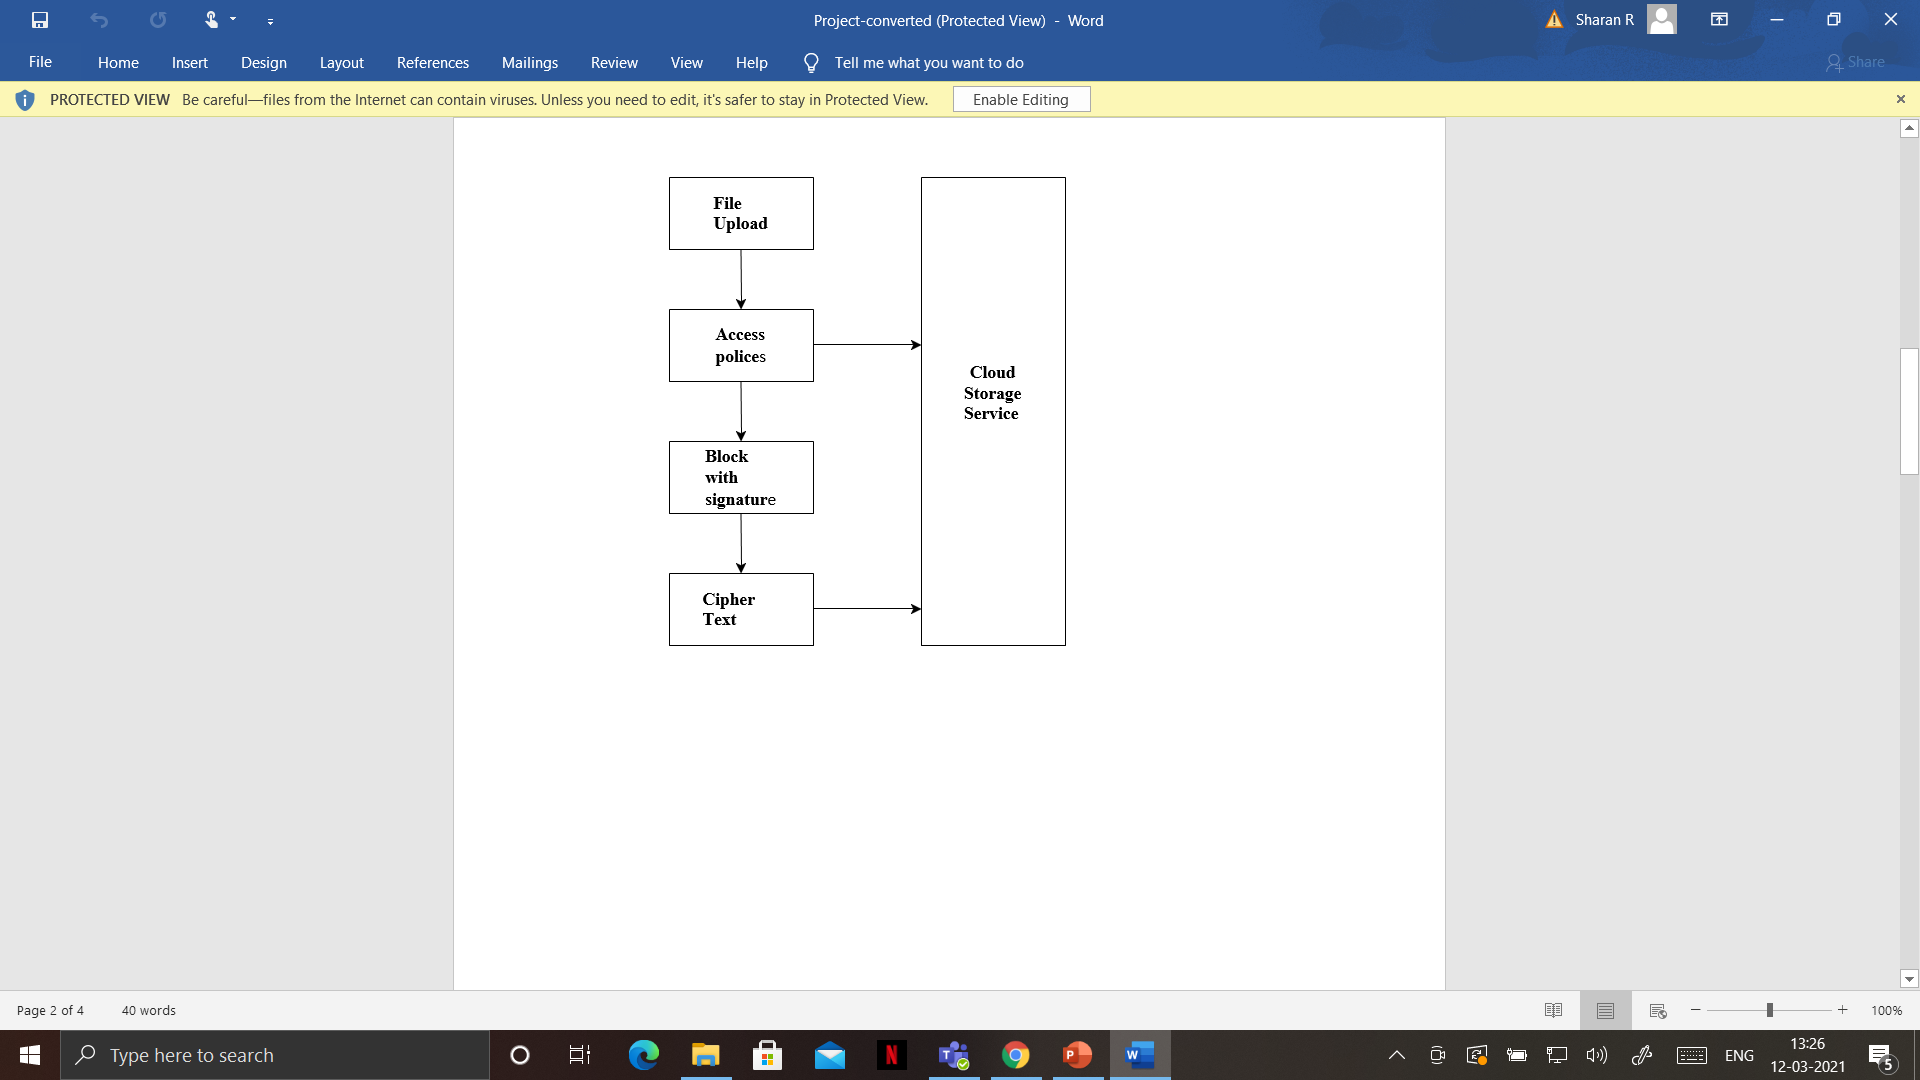 Project-converted (Protected View) - Word
Sharan R
File Home Insert Design Layout References Mailings Review View Help Tell me what you want to do
Share
PROTECTED VIEW Be careful—files from the Internet can contain viruses. Unless you need to edit, it's safer to stay in Protected View. Enable Editing
File
Upload
Access
polices
Block
with
signature
Cipher
Text
Cloud
Storage
Service
Page 2 of 4 40 words
100%
Type here to search
ENG
13:26
12-03-2021
5